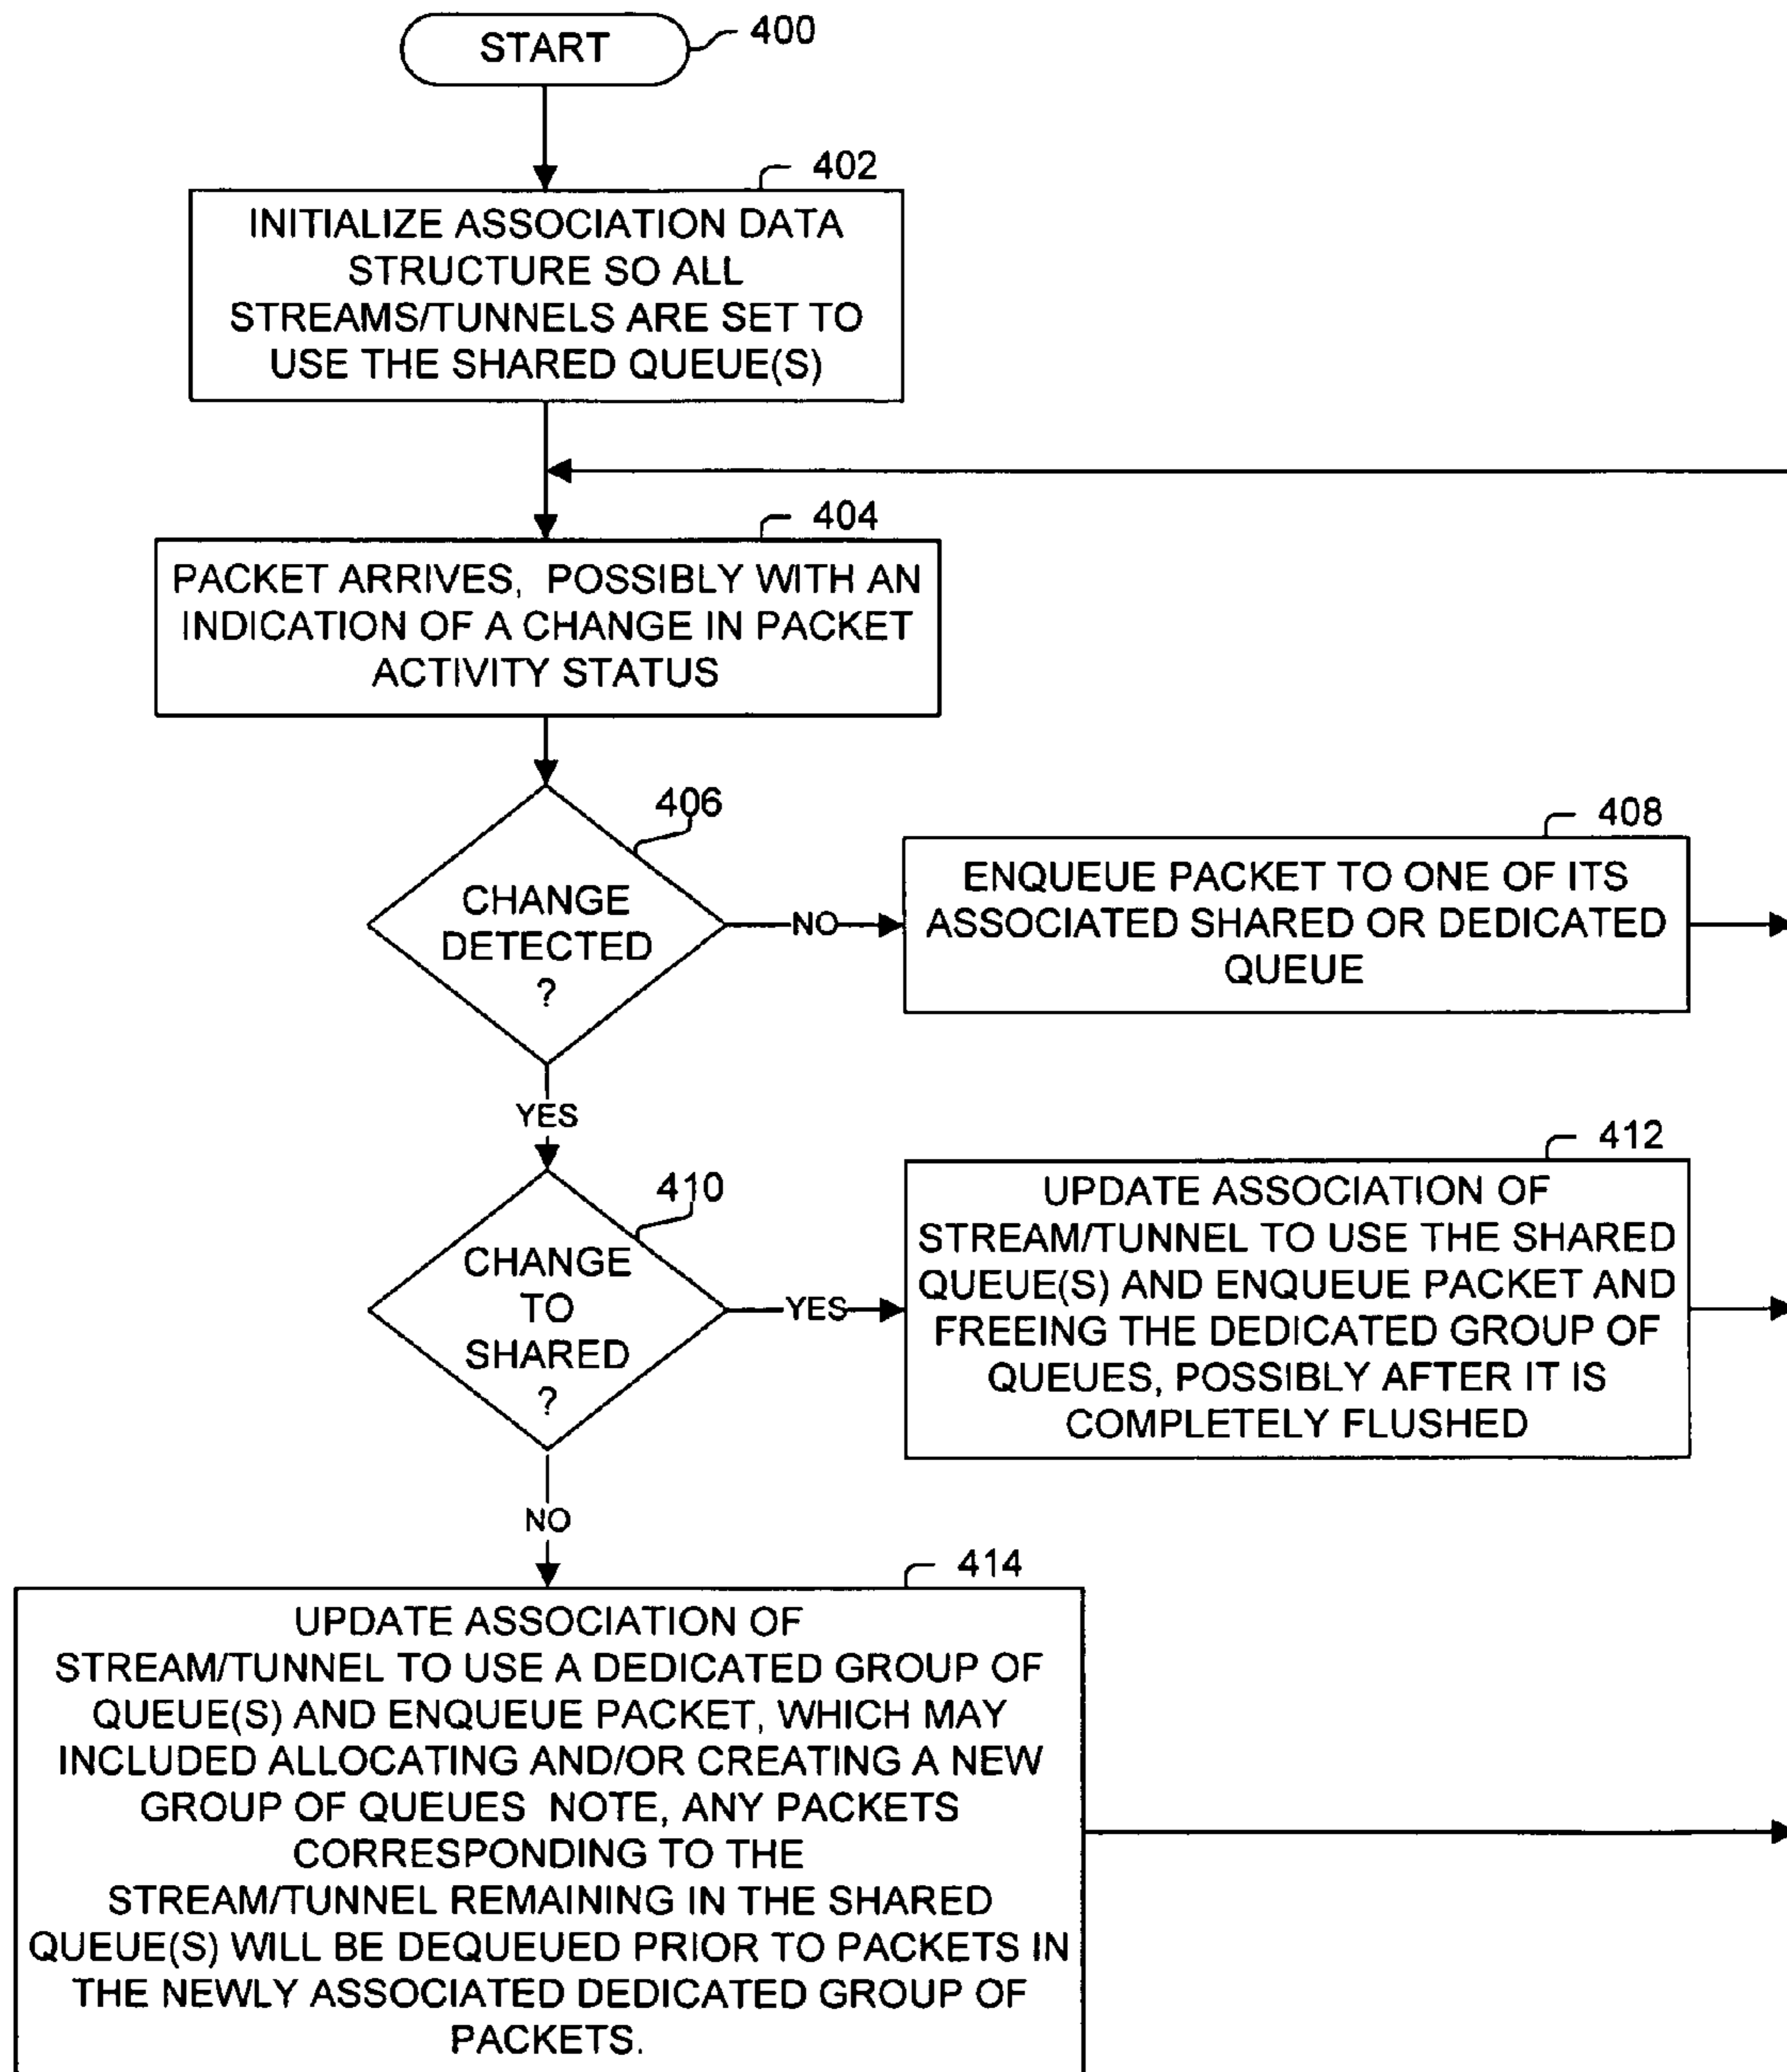 START
400
402
INITIALIZE ASSOCIATION DATA
STRUCTURE SO ALL
STREAMS/TUNNELS ARE SET TO
USE THE SHARED QUEUE(S)
404
PACKET ARRIVES, POSSIBLY WITH AN
INDICATION OF A CHANGE IN PACKET
ACTIVITY STATUS
406
CHANGE
DETECTED
?
NO
408
ENQUEUE PACKET TO ONE OF ITS
ASSOCIATED SHARED OR DEDICATED
QUEUE
YES
410
CHANGE
TO
SHARED
?
YES
412
UPDATE ASSOCIATION OF
STREAM/TUNNEL TO USE THE SHARED
QUEUE(S) AND ENQUEUE PACKET AND
FREEING THE DEDICATED GROUP OF
QUEUES, POSSIBLY AFTER IT IS
COMPLETELY FLUSHED
NO
414
UPDATE ASSOCIATION OF
STREAM/TUNNEL TO USE A DEDICATED GROUP OF
QUEUE(S) AND ENQUEUE PACKET, WHICH MAY
INCLUDED ALLOCATING AND/OR CREATING A NEW
GROUP OF QUEUES NOTE, ANY PACKETS
CORRESPONDING TO THE
STREAM/TUNNEL REMAINING IN THE SHARED
QUEUE(S) WILL BE DEQUEUED PRIOR TO PACKETS IN
THE NEWLY ASSOCIATED DEDICATED GROUP OF
PACKETS.